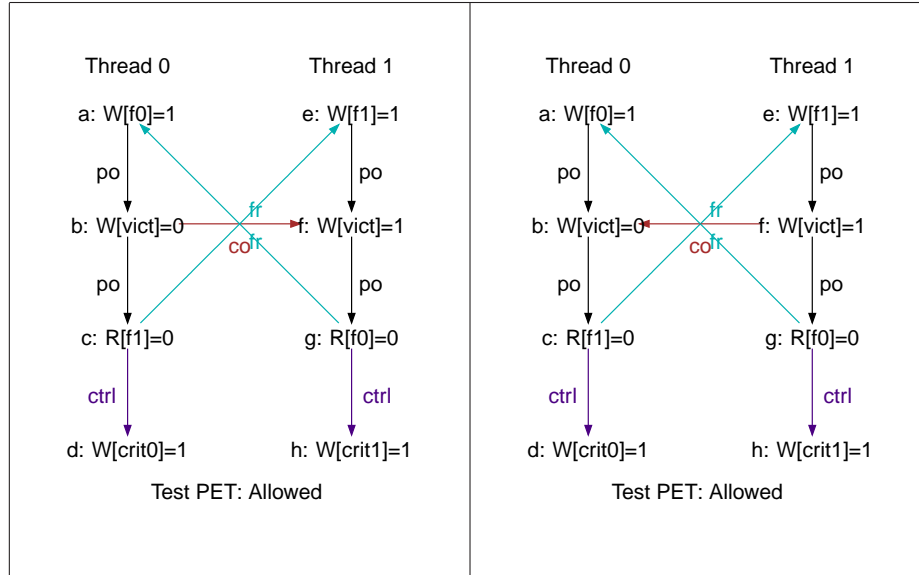 Thread 0 Thread 1
a: W[f0]=1 e: W[f1]=1
po po
fr
b: W[vict]=0 f: W[vict]=1
co fr
po po
c: R[f1]=0 g: R[f0]=0
ctrl ctrl
d: W[crit0]=1 h: W[crit1]=1
Test PET: Allowed
Thread 0 Thread 1
a: W[f0]=1 e: W[f1]=1
po po
fr
b: W[vict]=0 f: W[vict]=1
co fr
po po
c: R[f1]=0 g: R[f0]=0
ctrl ctrl
d: W[crit0]=1 h: W[crit1]=1
Test PET: Allowed